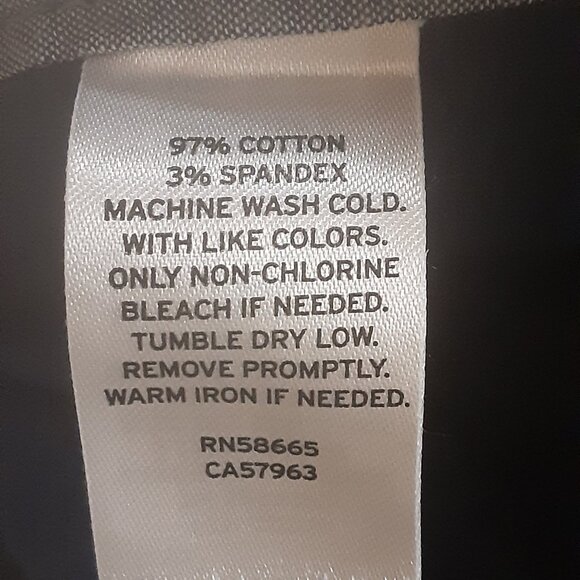 97% COTTON
3% SPANDEX
MACHINE WASH COLD.
WITH LIKE COLORS.
ONLY NON-CHLORINE
BLEACH IF NEEDED.
TUMBLE DRY LOW.
REMOVE PROMPTLY.
WARM IRON IF NEEDED.
RN58665
CA57963